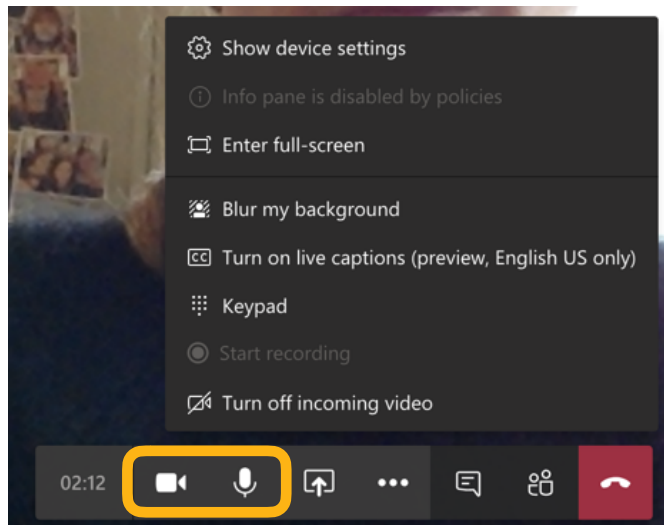 Show device settings
Info pane is disabled by policies
Enter full-screen
Blur my background
CC Turn on live captions (preview, English US only)
Keypad
Start recording
Turn off incoming video
02:12